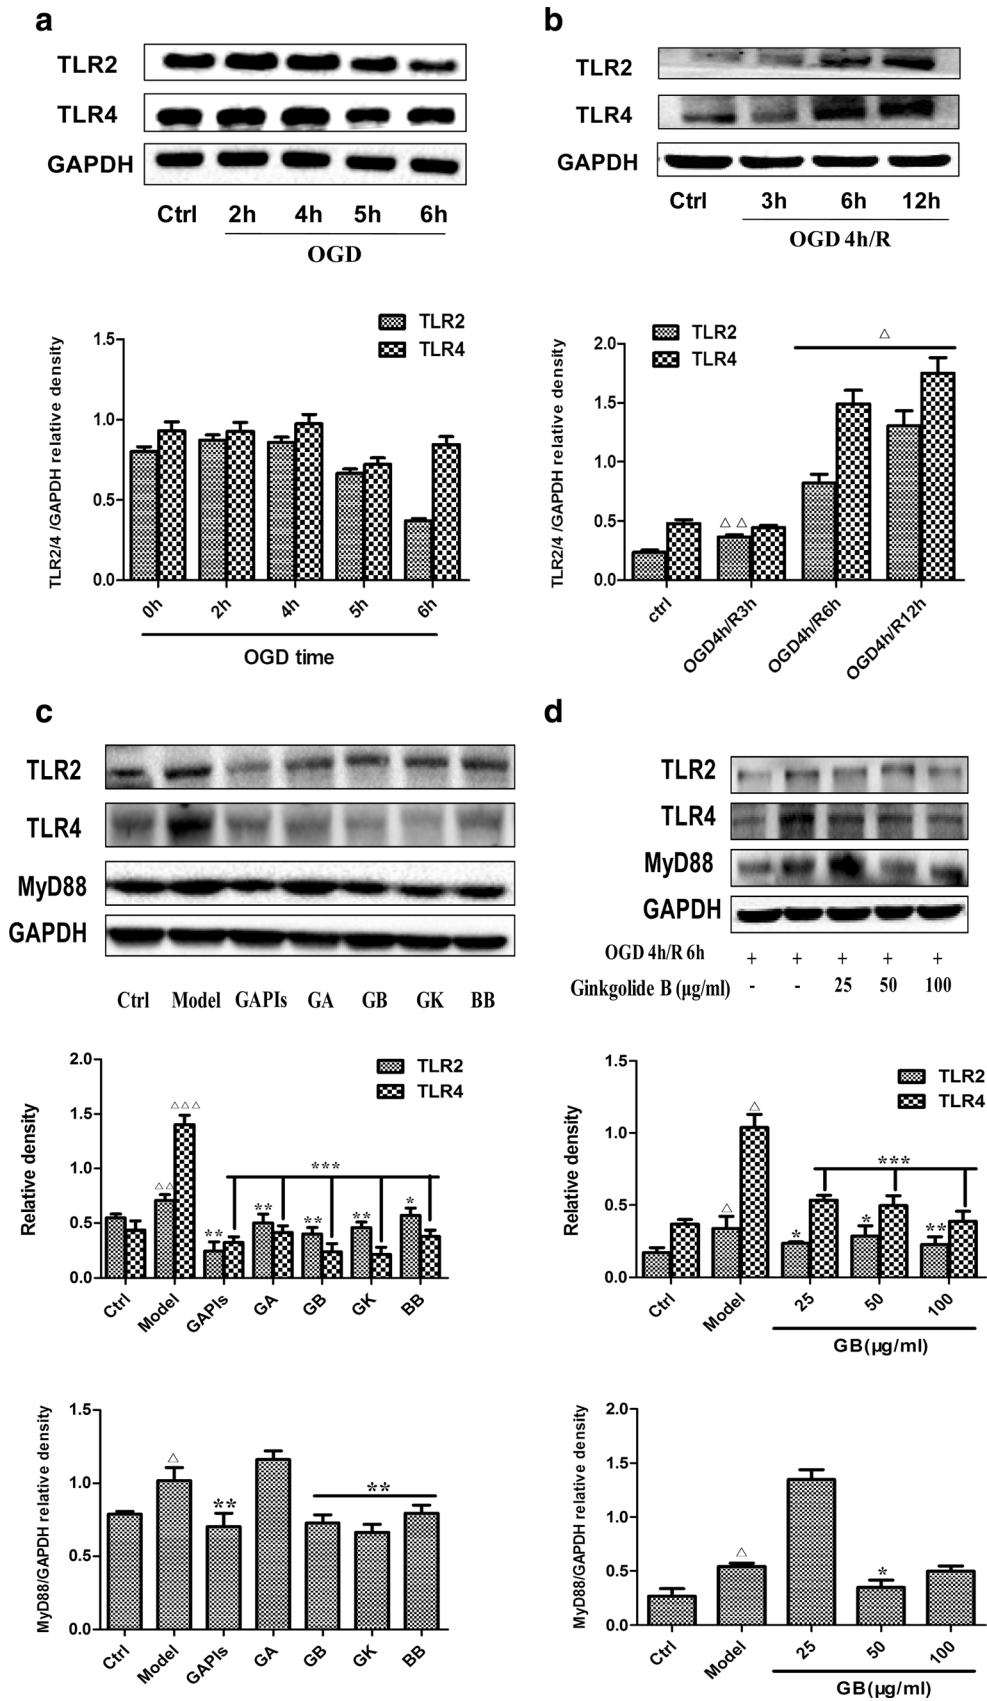 a
TLR2
TLR4
GAPDH
Ctrl 2h 4h 5h 6h
OGD
TLR2
TLR4
TLR2/4 /GAPDH relative density
1.5
1.0
0.5
0.0
0h 2h 4h 5h 6h
OGD time
b
TLR2
TLR4
GAPDH
Ctrl 3h 6h 12h
OGD 4h/R
TLR2
TLR4
TLR2/4 /GAPDH relative density
2.0
1.5
1.0
0.5
0.0
△
△ △
ctrl OGD4h/R3h OGD4h/R6h OGD4h/R12h
c
TLR2
TLR4
MyD88
GAPDH
Ctrl Model GAPIs GA GB GK BB
TLR2
TLR4
Relative density
2.0
1.5
1.0
0.5
0.0
△△△
△△
***
** ** ** ** *
Ctrl Model GAPIs GA GB GK BB
MyD88/GAPDH relative density
1.5
1.0
0.5
0.0
△
**
**
Ctrl Model GAPIs GA GB GK BB
d
TLR2
TLR4
MyD88
GAPDH
OGD 4h/R 6h + + + + +
Ginkgolide B (μg/ml) - - 25 50 100
TLR2
TLR4
Relative density
1.5
1.0
0.5
0.0
△
△
***
* * **
Ctrl Model 25 50 100
GB(μg/ml)
MyD88/GAPDH relative density
2.0
1.5
1.0
0.5
0.0
△
*
Ctrl Model 25 50 100
GB(μg/ml)